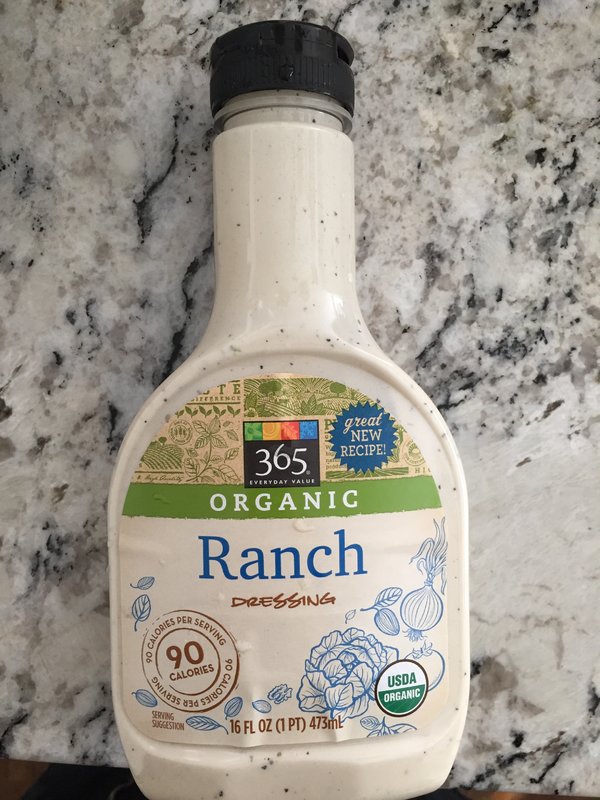 great
NEW
RECIPE!
365
EVERYDAY VALUE
ORGANIC
Ranch
DRESSING
90 CALORIES PER SERVING
90 CALORIES PER SERVING
90
CALORIES
USDA
ORGANIC
SERVING
SUGGESTION
16 FL OZ (1 PT) 473mL